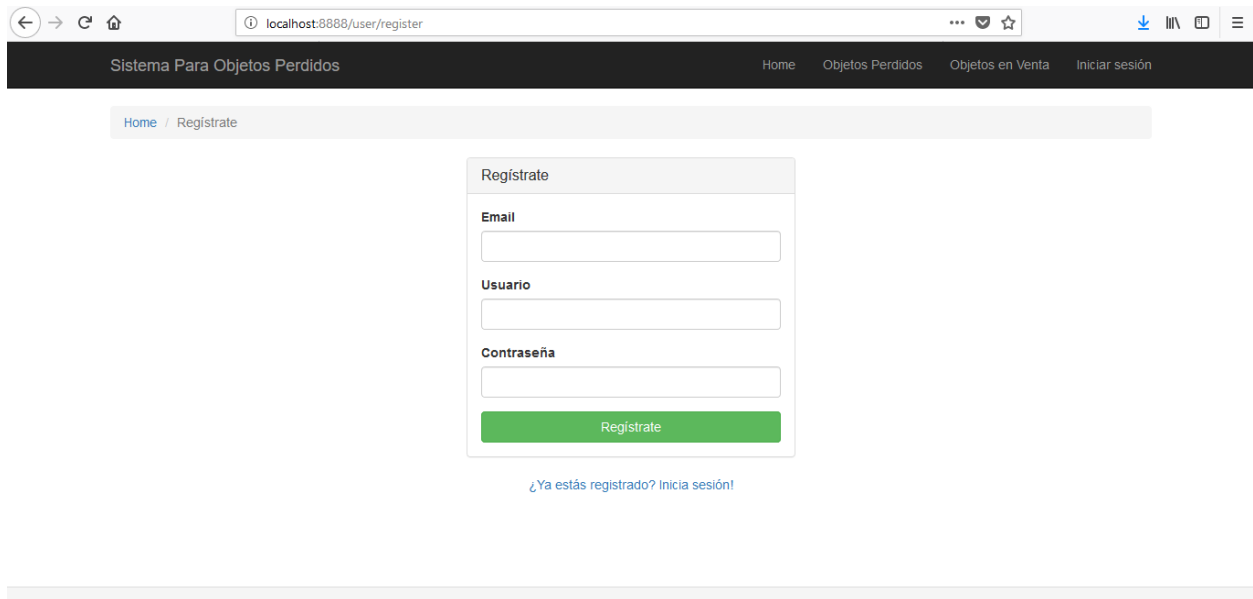 localhost:8888/user/register
Sistema Para Objetos Perdidos Home Objetos Perdidos Objetos en Venta Iniciar sesión
Home / Regístrate
Regístrate
Email
Usuario
Contraseña
Regístrate
¿Ya estás registrado? Inicia sesión!